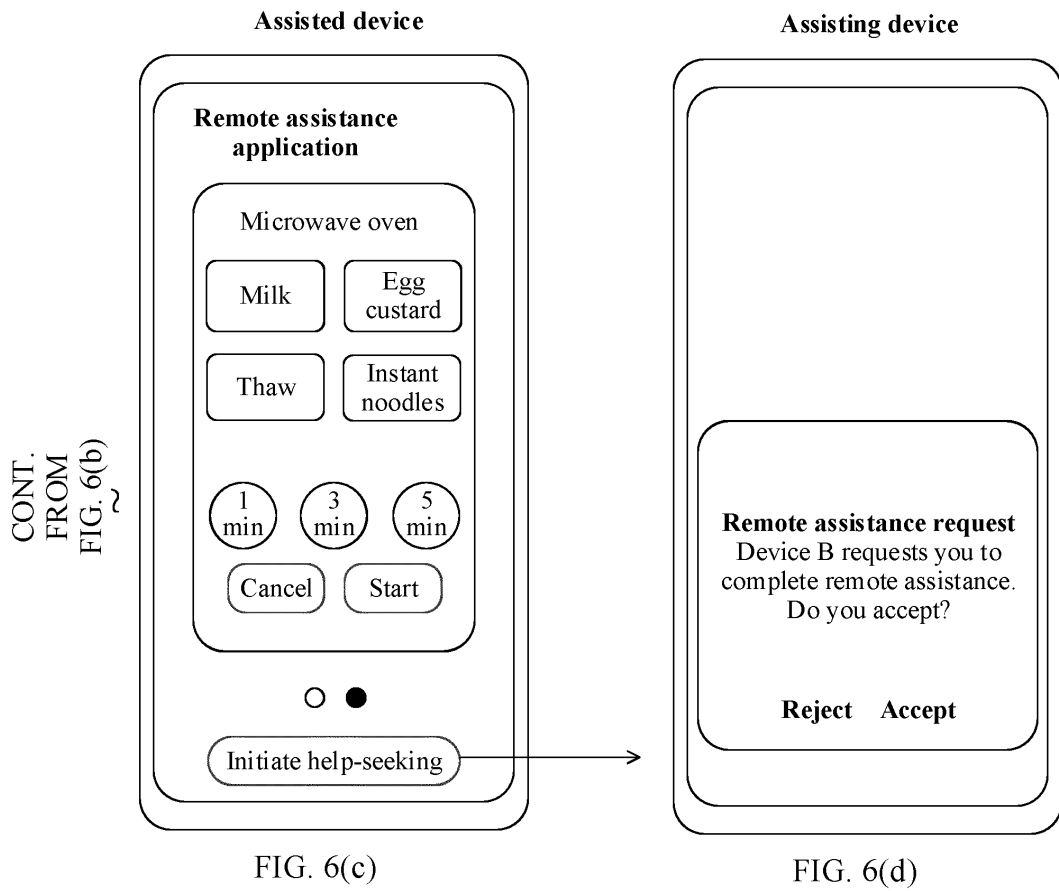 Assisted device
Remote assistance
application
Microwave oven
Milk
Egg
custard
Thaw
Instant
noodles
1
min
3
min
5
min
Cancel
Start
Initiate help-seeking
CONT.
FROM
FIG. 6(b)
~
FIG. 6(c)
Assisting device
Remote assistance request
Device B requests you to
complete remote assistance.
Do you accept?
Reject Accept
FIG. 6(d)